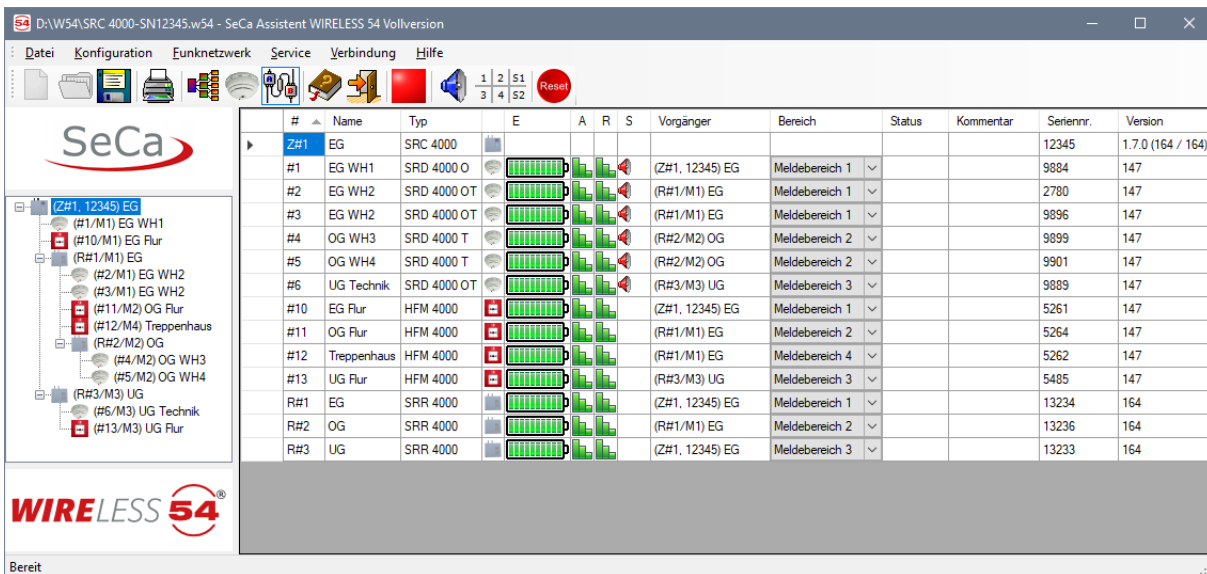 54 D:\W54\SRC 4000-SN12345.w54 - SeCa Assistent WIRELESS 54 Vollversion
Datei Konfiguration Funknetzwerk Service Verbindung Hilfe
1 2 S1
3 4 S2
Reset
SeCa
(Z#1, 12345) EG
(#1/M1) EG WH1
(#10/M1) EG Flur
(R#1/M1) EG
(#2/M1) EG WH2
(#3/M1) EG WH2
(#11/M2) OG Flur
(#12/M4) Treppenhaus
(R#2/M2) OG
(#4/M2) OG WH3
(#5/M2) OG WH4
(R#3/M3) UG
(#6/M3) UG Technik
(#13/M3) UG Flur
WIRELESS 54®
# Name Typ E A R S Vorgänger Bereich Status Kommentar Seriennr. Version
Z#1 EG SRC 4000 12345 1.7.0 (164 / 164)
#1 EG WH1 SRD 4000 O (Z#1, 12345) EG Meldebereich 1 9884 147
#2 EG WH2 SRD 4000 OT (R#1/M1) EG Meldebereich 1 2780 147
#3 EG WH2 SRD 4000 OT (R#1/M1) EG Meldebereich 1 9896 147
#4 OG WH3 SRD 4000 T (R#2/M2) OG Meldebereich 2 9899 147
#5 OG WH4 SRD 4000 T (R#2/M2) OG Meldebereich 2 9901 147
#6 UG Technik SRD 4000 OT (R#3/M3) UG Meldebereich 3 9889 147
#10 EG Flur HFM 4000 (Z#1, 12345) EG Meldebereich 1 5261 147
#11 OG Flur HFM 4000 (R#1/M1) EG Meldebereich 2 5264 147
#12 Treppenhaus HFM 4000 (R#1/M1) EG Meldebereich 4 5262 147
#13 UG Flur HFM 4000 (R#3/M3) UG Meldebereich 3 5485 147
R#1 EG SRR 4000 (Z#1, 12345) EG Meldebereich 1 13234 164
R#2 OG SRR 4000 (R#1/M1) EG Meldebereich 2 13236 164
R#3 UG SRR 4000 (Z#1, 12345) EG Meldebereich 3 13233 164
Bereit